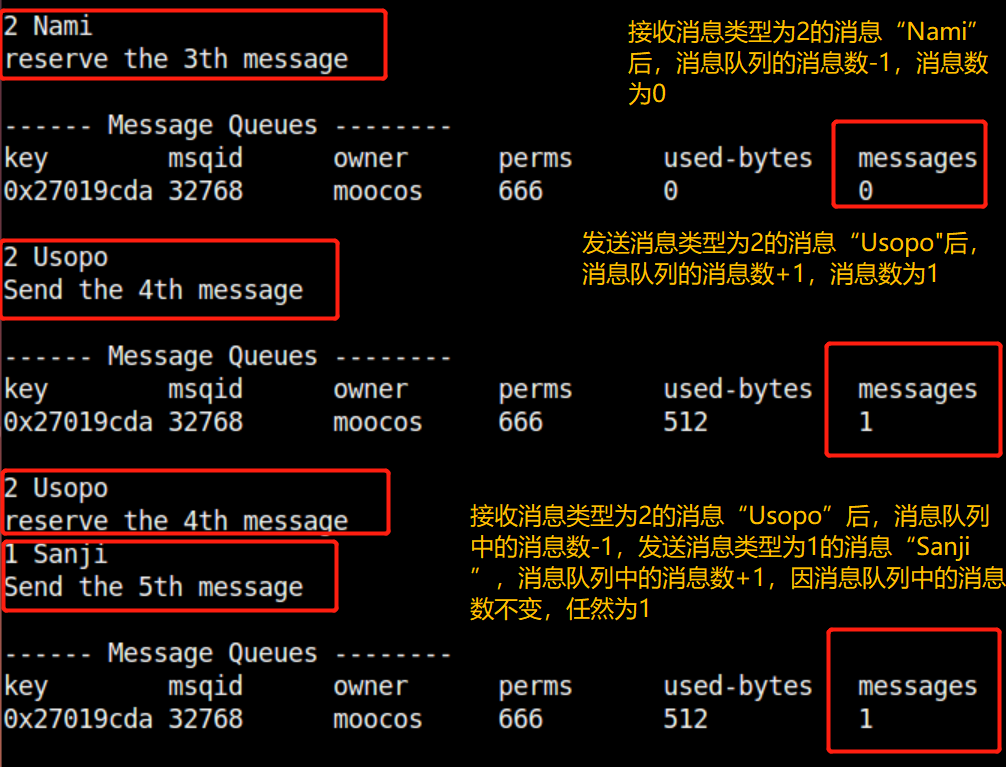 2 Nami
reserve the 3th message
接收消息类型为2的消息“Nami”
后，消息队列的消息数-1，消息数
为0
------ Message Queues --------
key msqid owner perms used-bytes messages
0x27019cda 32768 moocos 666 0 0
2 Usopo
Send the 4th message
发送消息类型为2的消息“Usopo"后，
消息队列的消息数+1，消息数为1
------ Message Queues --------
key msqid owner perms used-bytes messages
0x27019cda 32768 moocos 666 512 1
2 Usopo
reserve the 4th message
1 Sanji
Send the 5th message
接收消息类型为2的消息“Usopo”后，消息队列
中的消息数-1，发送消息类型为1的消息“Sanji
”，消息队列中的消息数+1，因消息队列中的消息
数不变，任然为1
------ Message Queues --------
key msqid owner perms used-bytes messages
0x27019cda 32768 moocos 666 512 1